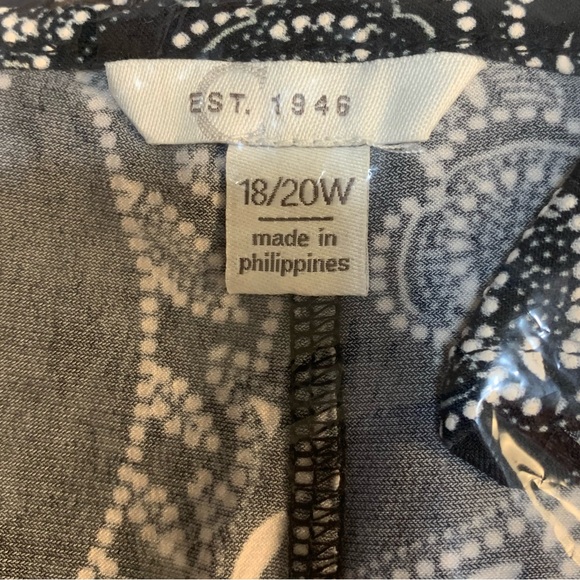 EST. 1946
18/20W
made in
philippines